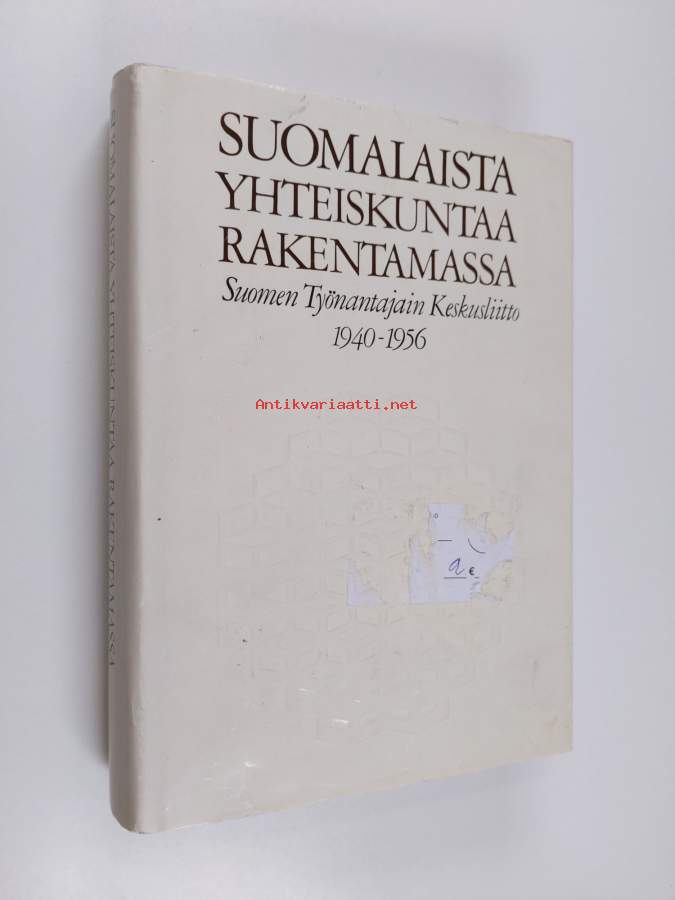 SUOMALAISTA
YHTEISKUNTAA
RAKENTAMASSA
Suomen Työnantajain Keskusliitto
1940-1956
Antikvariaatti.net
a €
SUOMALAISTA YHTEISKUNTAA RAKENTAMASSA